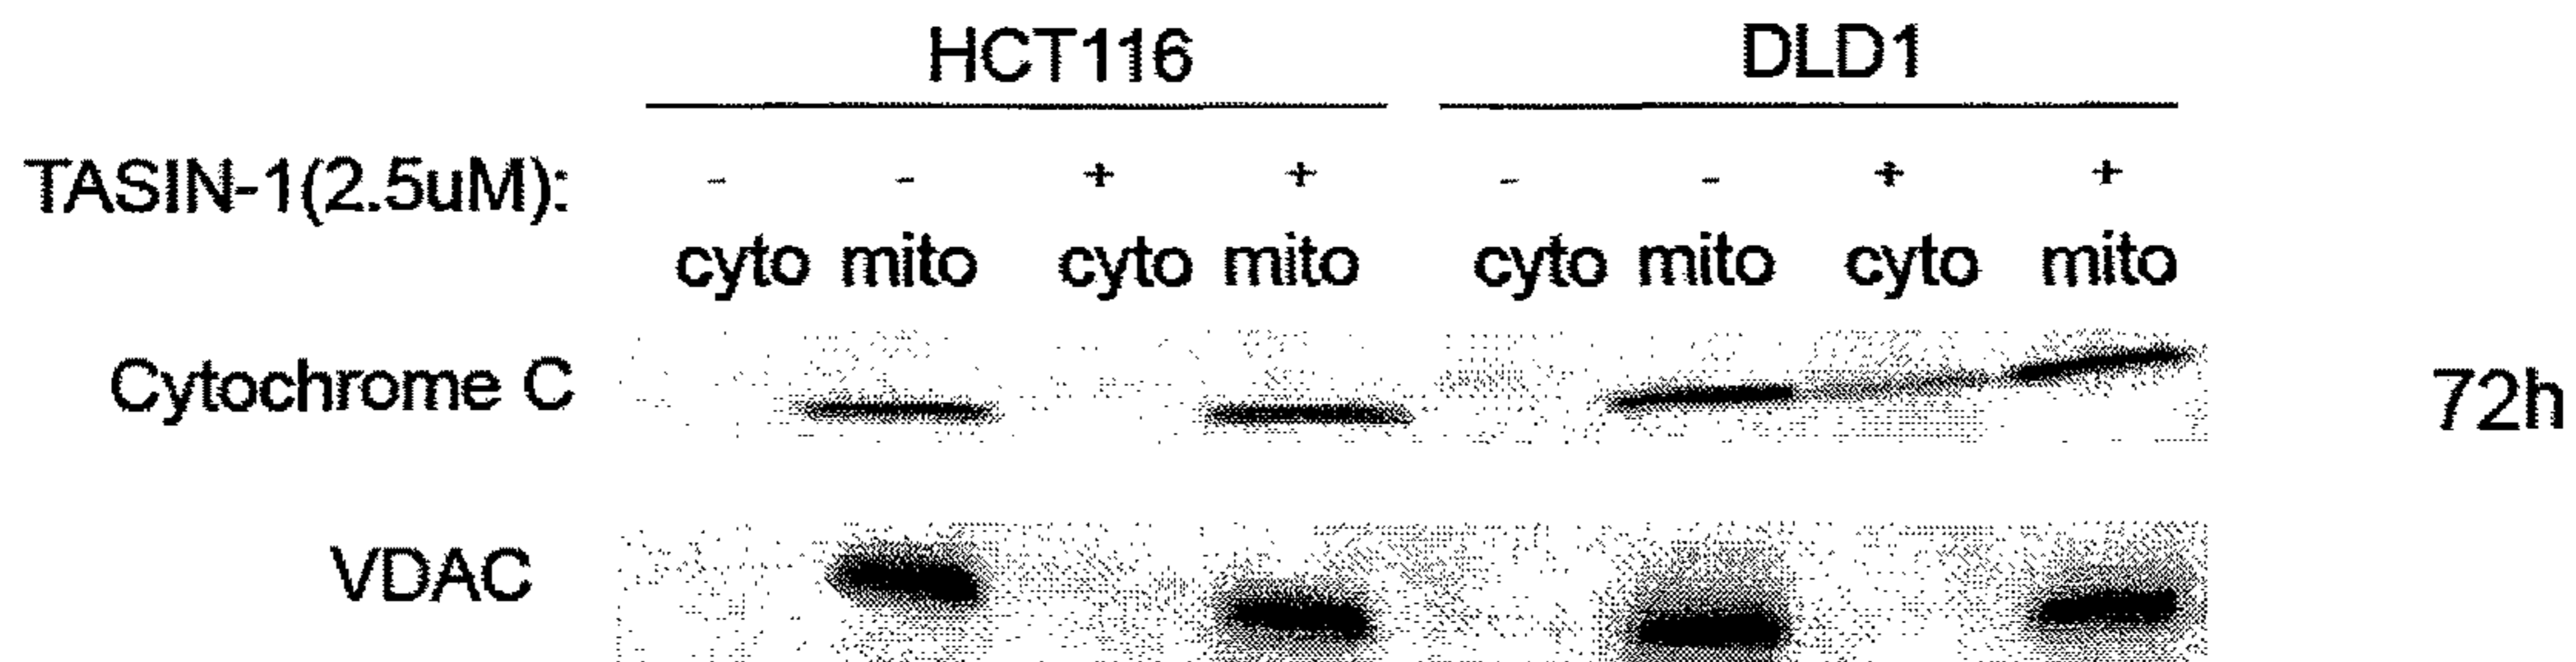 HCT116 DLD1
TASIN-1(2.5uM): - - + + - - + +
cyto mito cyto mito cyto mito cyto mito
Cytochrome C 72h
VDAC